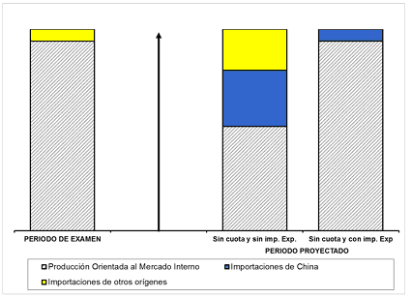 PERIODO DE EXAMEN
Sin cuota y sin imp. Exp.
Sin cuota y con imp. Exp
PERIODO PROYECTADO
Producción Orientada al Mercado Interno
Importaciones de China
Importaciones de otros orígenes